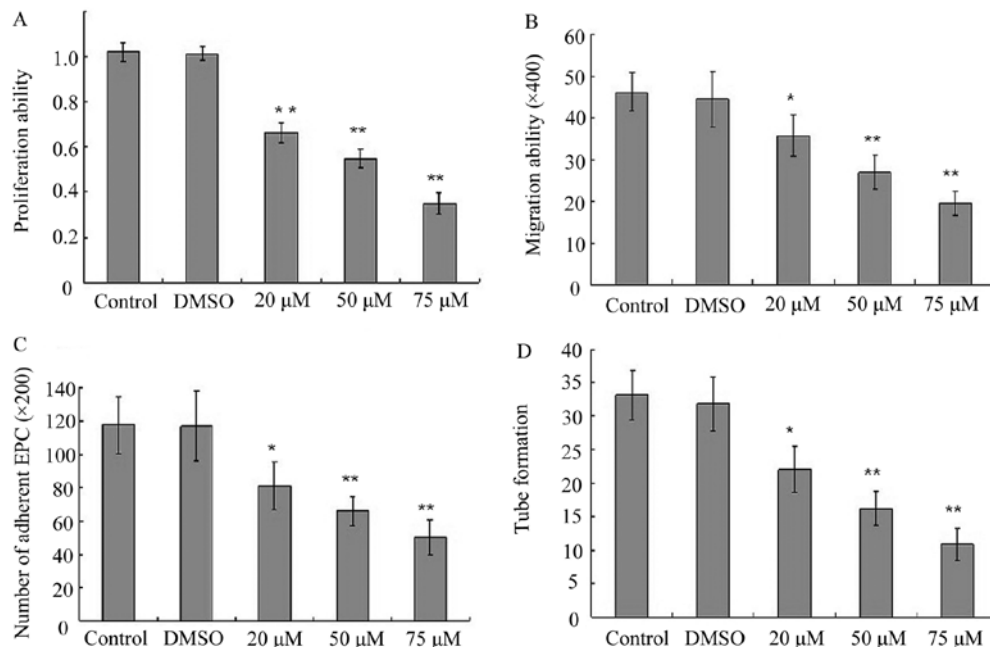 A
Proliferation ability
1.0
0.8
0.6
0.4
0.2
0
** ** **
Control DMSO 20 μM 50 μM 75 μM
B
Migration ability (×400)
60
50
40
30
20
10
0
* ** **
Control DMSO 20 μM 50 μM 75 μM
C
Number of adherent EPC (×200)
140
120
100
80
60
40
20
0
* ** **
Control DMSO 20 μM 50 μM 75 μM
D
Tube formation
40
35
30
25
20
15
10
5
0
* ** **
Control DMSO 20 μM 50 μM 75 μM